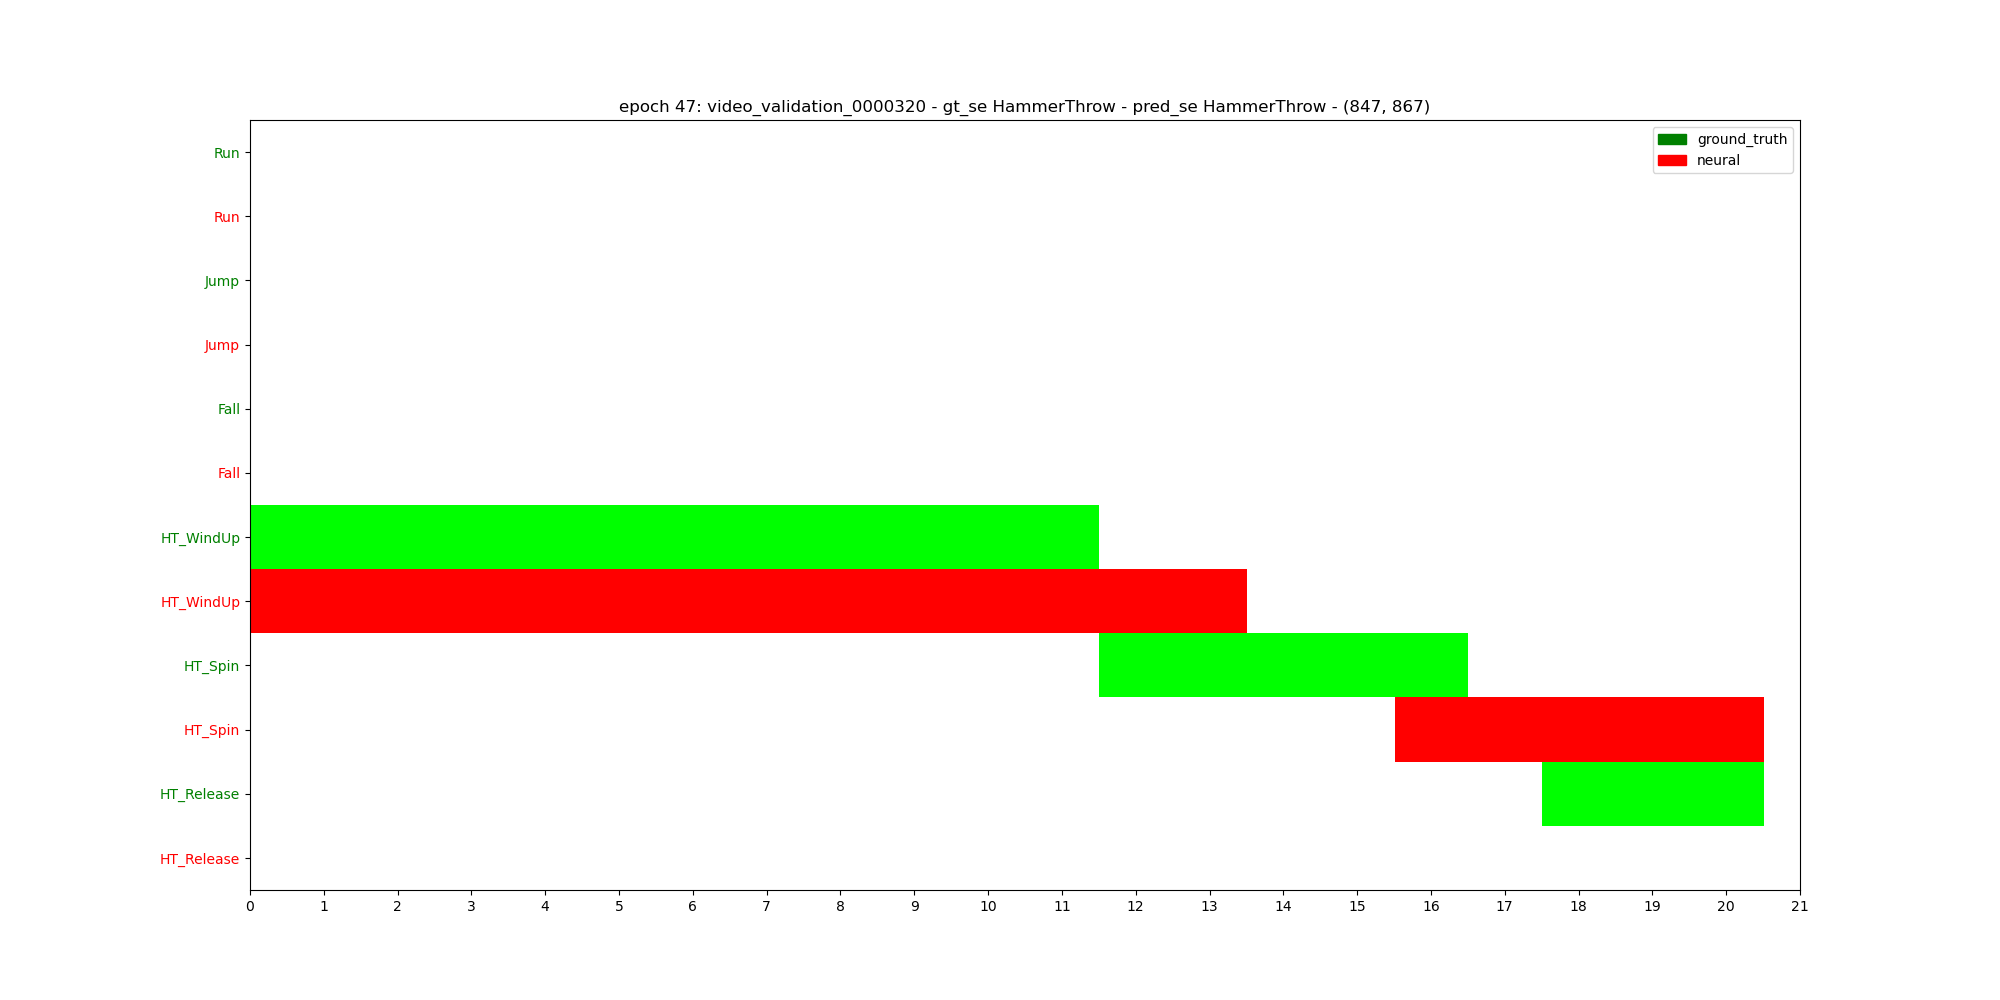 epoch 47: video_validation_0000320 - gt_se HammerThrow - pred_se HammerThrow - (847, 867)
ground_truth
neural
Run
Run
Jump
Jump
Fall
Fall
HT_WindUp
HT_WindUp
HT_Spin
HT_Spin
HT_Release
HT_Release
0 1 2 3 4 5 6 7 8 9 10 11 12 13 14 15 16 17 18 19 20 21